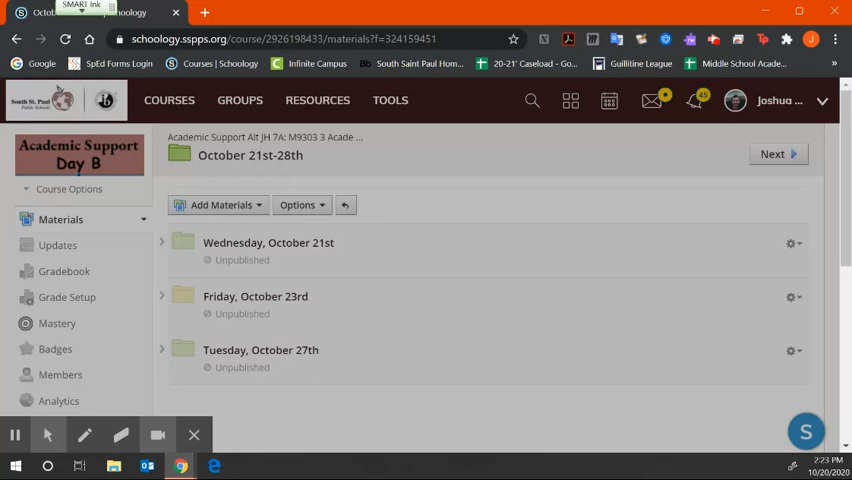 SMART Ink
Octo
oology
schoology.sspps.org/course/2926198433/materials?f=324159451
J
Google
SpEd Forms Login
Courses | Schoology
Infinite Campus
Bb
South Saint Paul Hom...
20-21' Caseload - Go...
Guillitine League
Middle School Acade...
»
South St. Paul
Public Schools
COURSES
GROUPS
RESOURCES
TOOLS
45
Joshua ...
Academic Support
Day B
Course Options
Materials
Updates
Gradebook
Grade Setup
Mastery
Badges
Members
Analytics
Academic Support Alt JH 7A: M9303 3 Acade ...
October 21st-28th
Next
Add Materials
Options
Wednesday, October 21st
Unpublished
Friday, October 23rd
Unpublished
Tuesday, October 27th
Unpublished
S
2:23 PM
10/20/2020